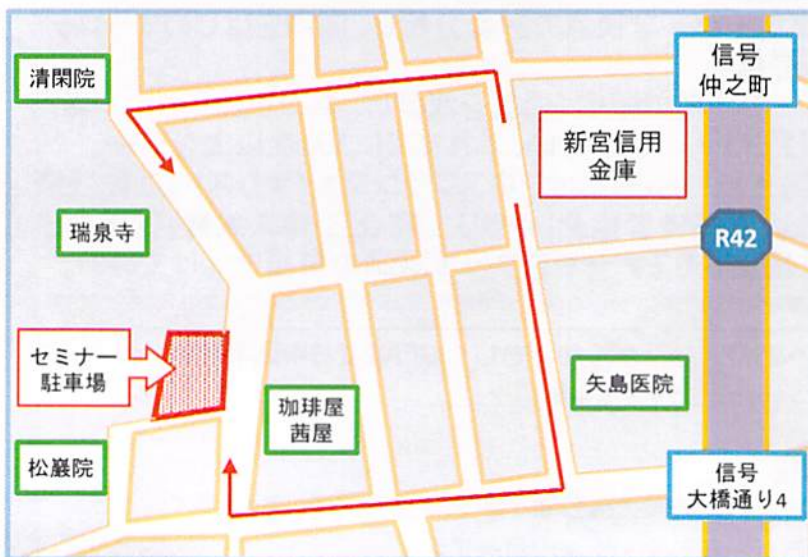 清閑院
信号
仲之町
新宮信用
金庫
瑞泉寺
R42
セミナー
駐車場
珈琲屋
茜屋
矢島医院
松巖院
信号
大橋通り4